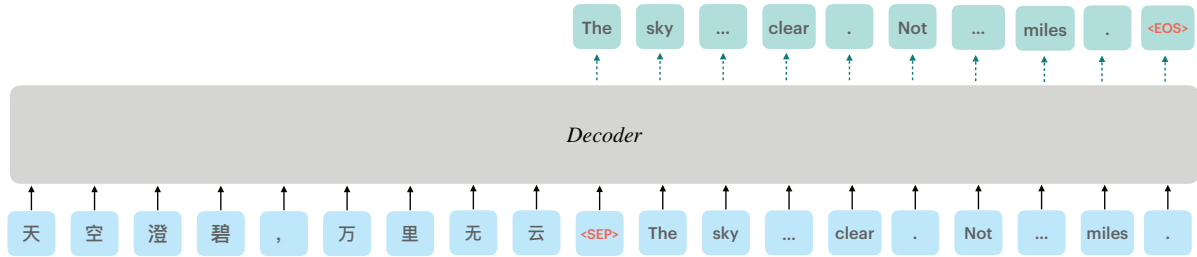 The sky ... clear . Not ... miles . <EOS>
Decoder
天 空 澄 碧 , 万 里 无 云 <SEP> The sky ... clear . Not ... miles .